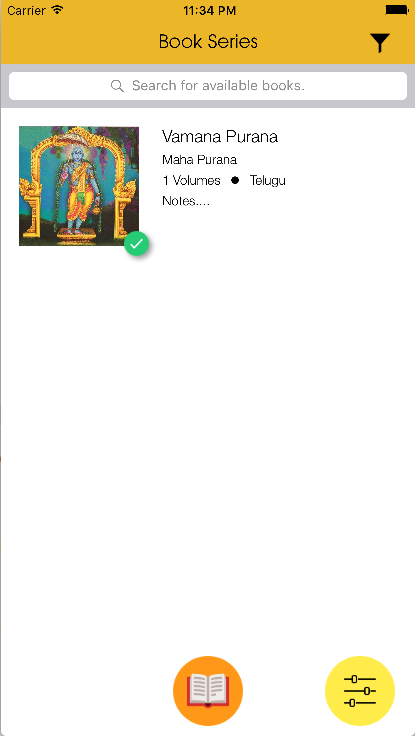 Carrier 11:34 PM
Book Series
Search for available books.
Vamana Purana
Maha Purana
1 Volumes ● Telugu
Notes....